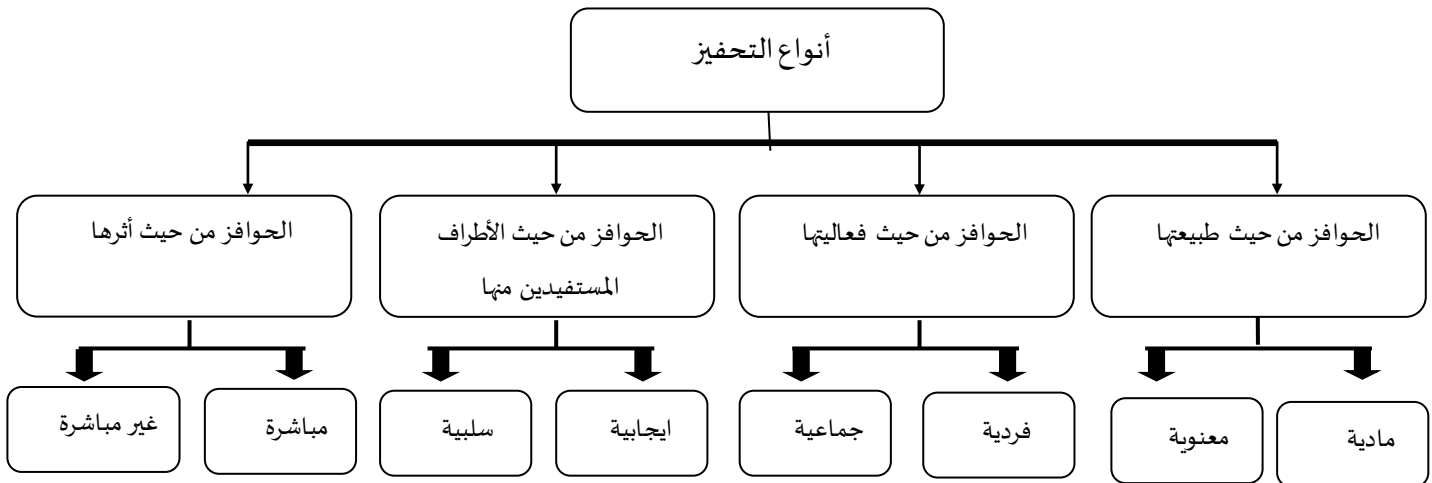 أنواع التحفيز
الحوافز من حيث طبيعتها
الحوافز من حيث فعاليتها
الحوافز من حيث الأطراف
المستفيدين منها
الحوافز من حيث أثرها
مادية
معنوية
فردية
جماعية
ايجابية
سلبية
مباشرة
غير مباشرة